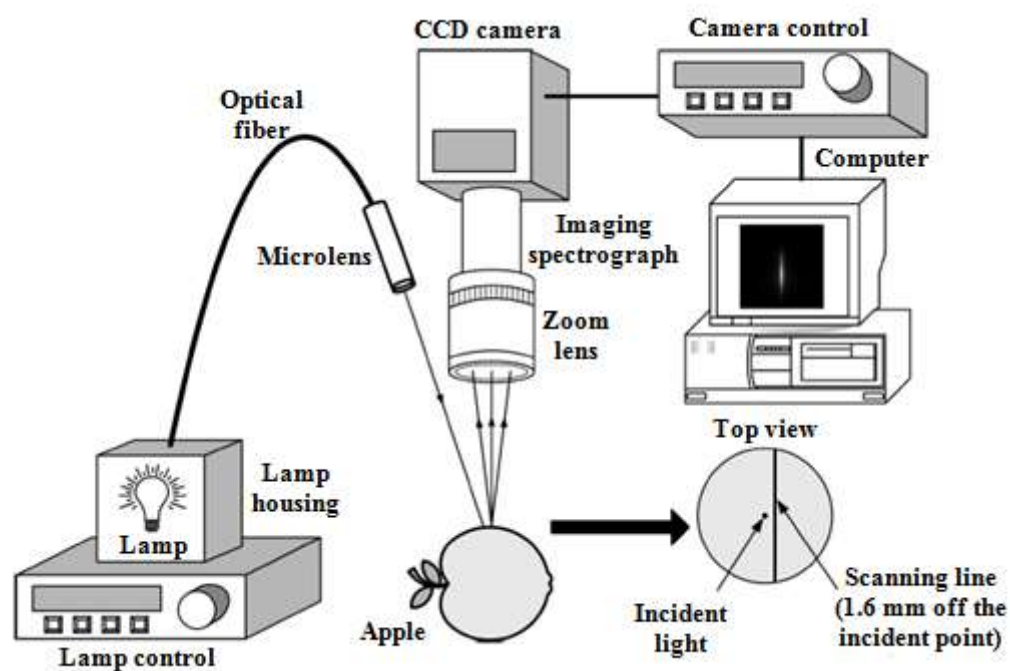 CCD camera
Camera control
Optical
fiber
Computer
Microlens
Imaging
spectrograph
Zoom
lens
Top view
Lamp
housing
Lamp
Scanning line
(1.6 mm off the
incident point)
Incident
light
Apple
Lamp control